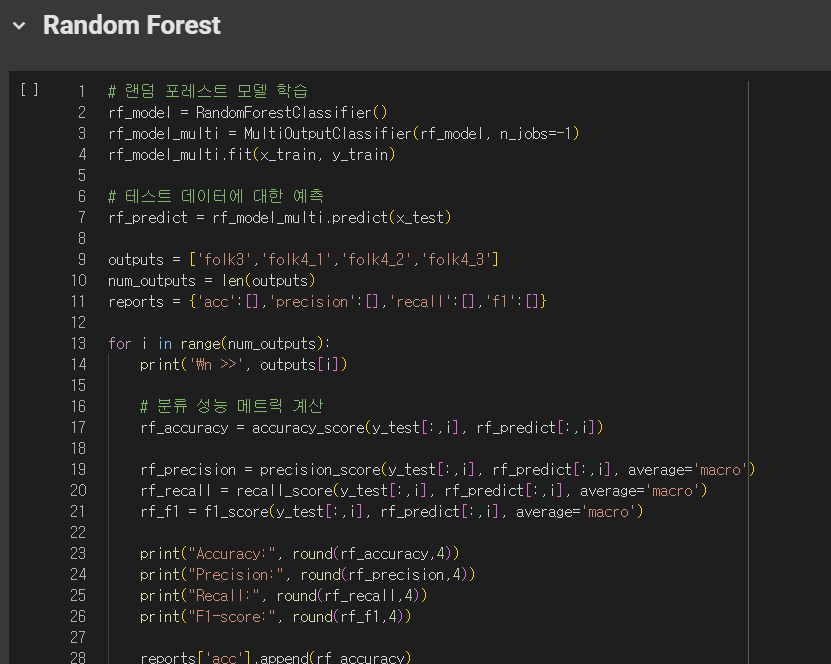 Random Forest
[ ]
1 # 랜덤 포레스트 모델 학습
2 rf_model = RandomForestClassifier()
3 rf_model_multi = MultiOutputClassifier(rf_model, n_jobs=-1)
4 rf_model_multi.fit(x_train, y_train)
5
6 # 테스트 데이터에 대한 예측
7 rf_predict = rf_model_multi.predict(x_test)
8
9 outputs = ['folk3','folk4_1','folk4_2','folk4_3']
10 num_outputs = len(outputs)
11 reports = {'acc':[],'precision':[],'recall':[],'f1':[]}
12
13 for i in range(num_outputs):
14     print('₩n >>', outputs[i])
15
16     # 분류 성능 메트릭 계산
17     rf_accuracy = accuracy_score(y_test[:,i], rf_predict[:,i])
18
19     rf_precision = precision_score(y_test[:,i], rf_predict[:,i], average='macro')
20     rf_recall = recall_score(y_test[:,i], rf_predict[:,i], average='macro')
21     rf_f1 = f1_score(y_test[:,i], rf_predict[:,i], average='macro')
22
23     print("Accuracy:", round(rf_accuracy,4))
24     print("Precision:", round(rf_precision,4))
25     print("Recall:", round(rf_recall,4))
26     print("F1-score:", round(rf_f1,4))
27
28     reports['acc'].append(rf_accuracy)